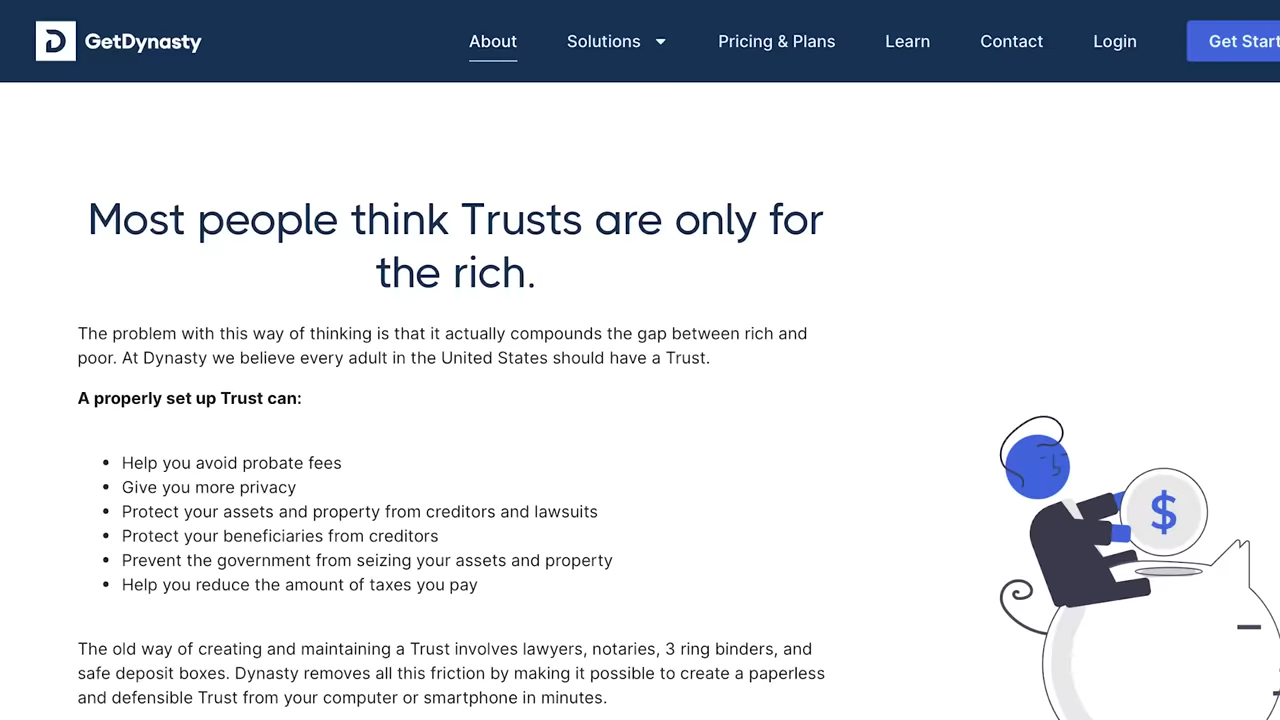 GetDynasty
About
Solutions
Pricing & Plans
Learn
Contact
Login
Get Start
Most people think Trusts are only for
the rich.
The problem with this way of thinking is that it actually compounds the gap between rich and
poor. At Dynasty we believe every adult in the United States should have a Trust.
A properly set up Trust can:
• Help you avoid probate fees
• Give you more privacy
• Protect your assets and property from creditors and lawsuits
• Protect your beneficiaries from creditors
• Prevent the government from seizing your assets and property
• Help you reduce the amount of taxes you pay
$
The old way of creating and maintaining a Trust involves lawyers, notaries, 3 ring binders, and
safe deposit boxes. Dynasty removes all this friction by making it possible to create a paperless
and defensible Trust from your computer or smartphone in minutes.